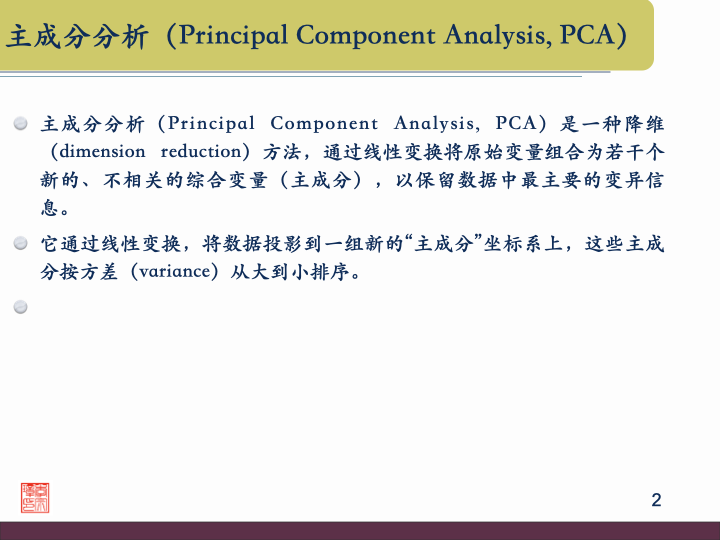 主成分分析（Principal Component Analysis, PCA）
主成分分析（Principal Component Analysis, PCA）是一种降维
（dimension reduction）方法，通过线性变换将原始变量组合为若干个
新的、不相关的综合变量（主成分），以保留数据中最主要的变异信
息。
它通过线性变换，将数据投影到一组新的“主成分”坐标系上，这些主成
分按方差（variance）从大到小排序。
2